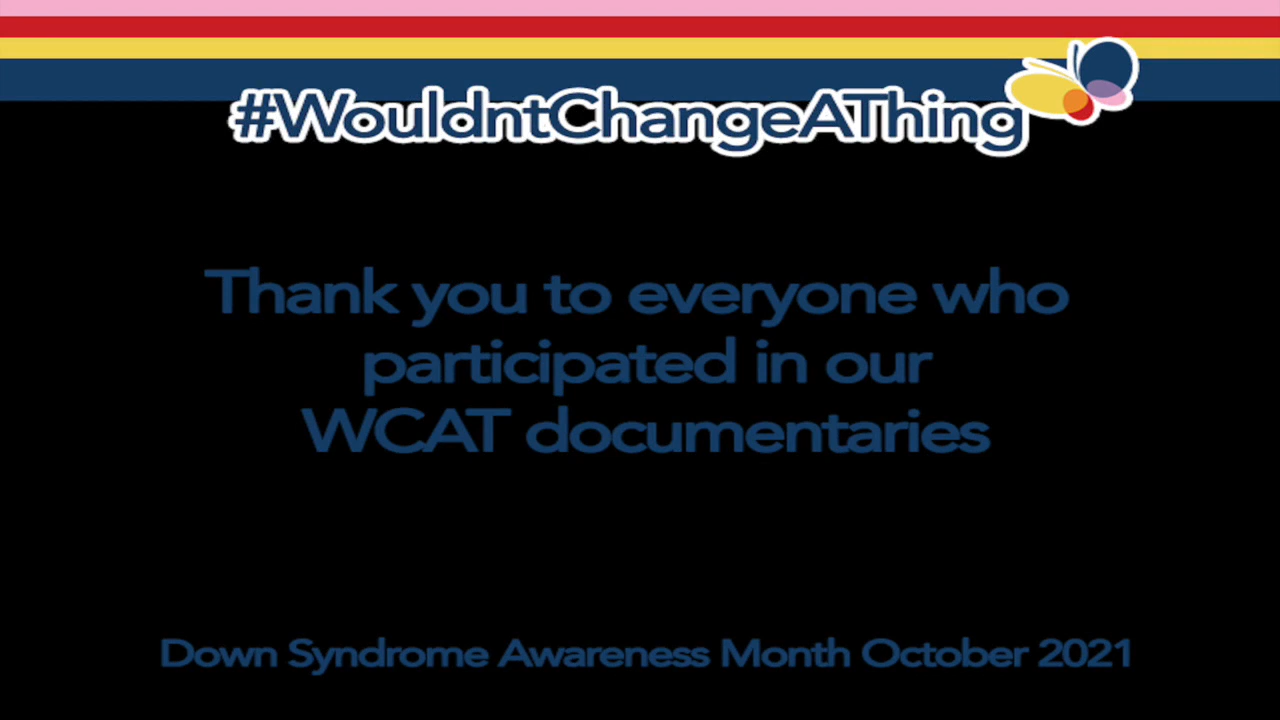 #WouldntChangeAThing
Thank you to everyone who
participated in our
WCAT documentaries
Down Syndrome Awareness Month October 2021